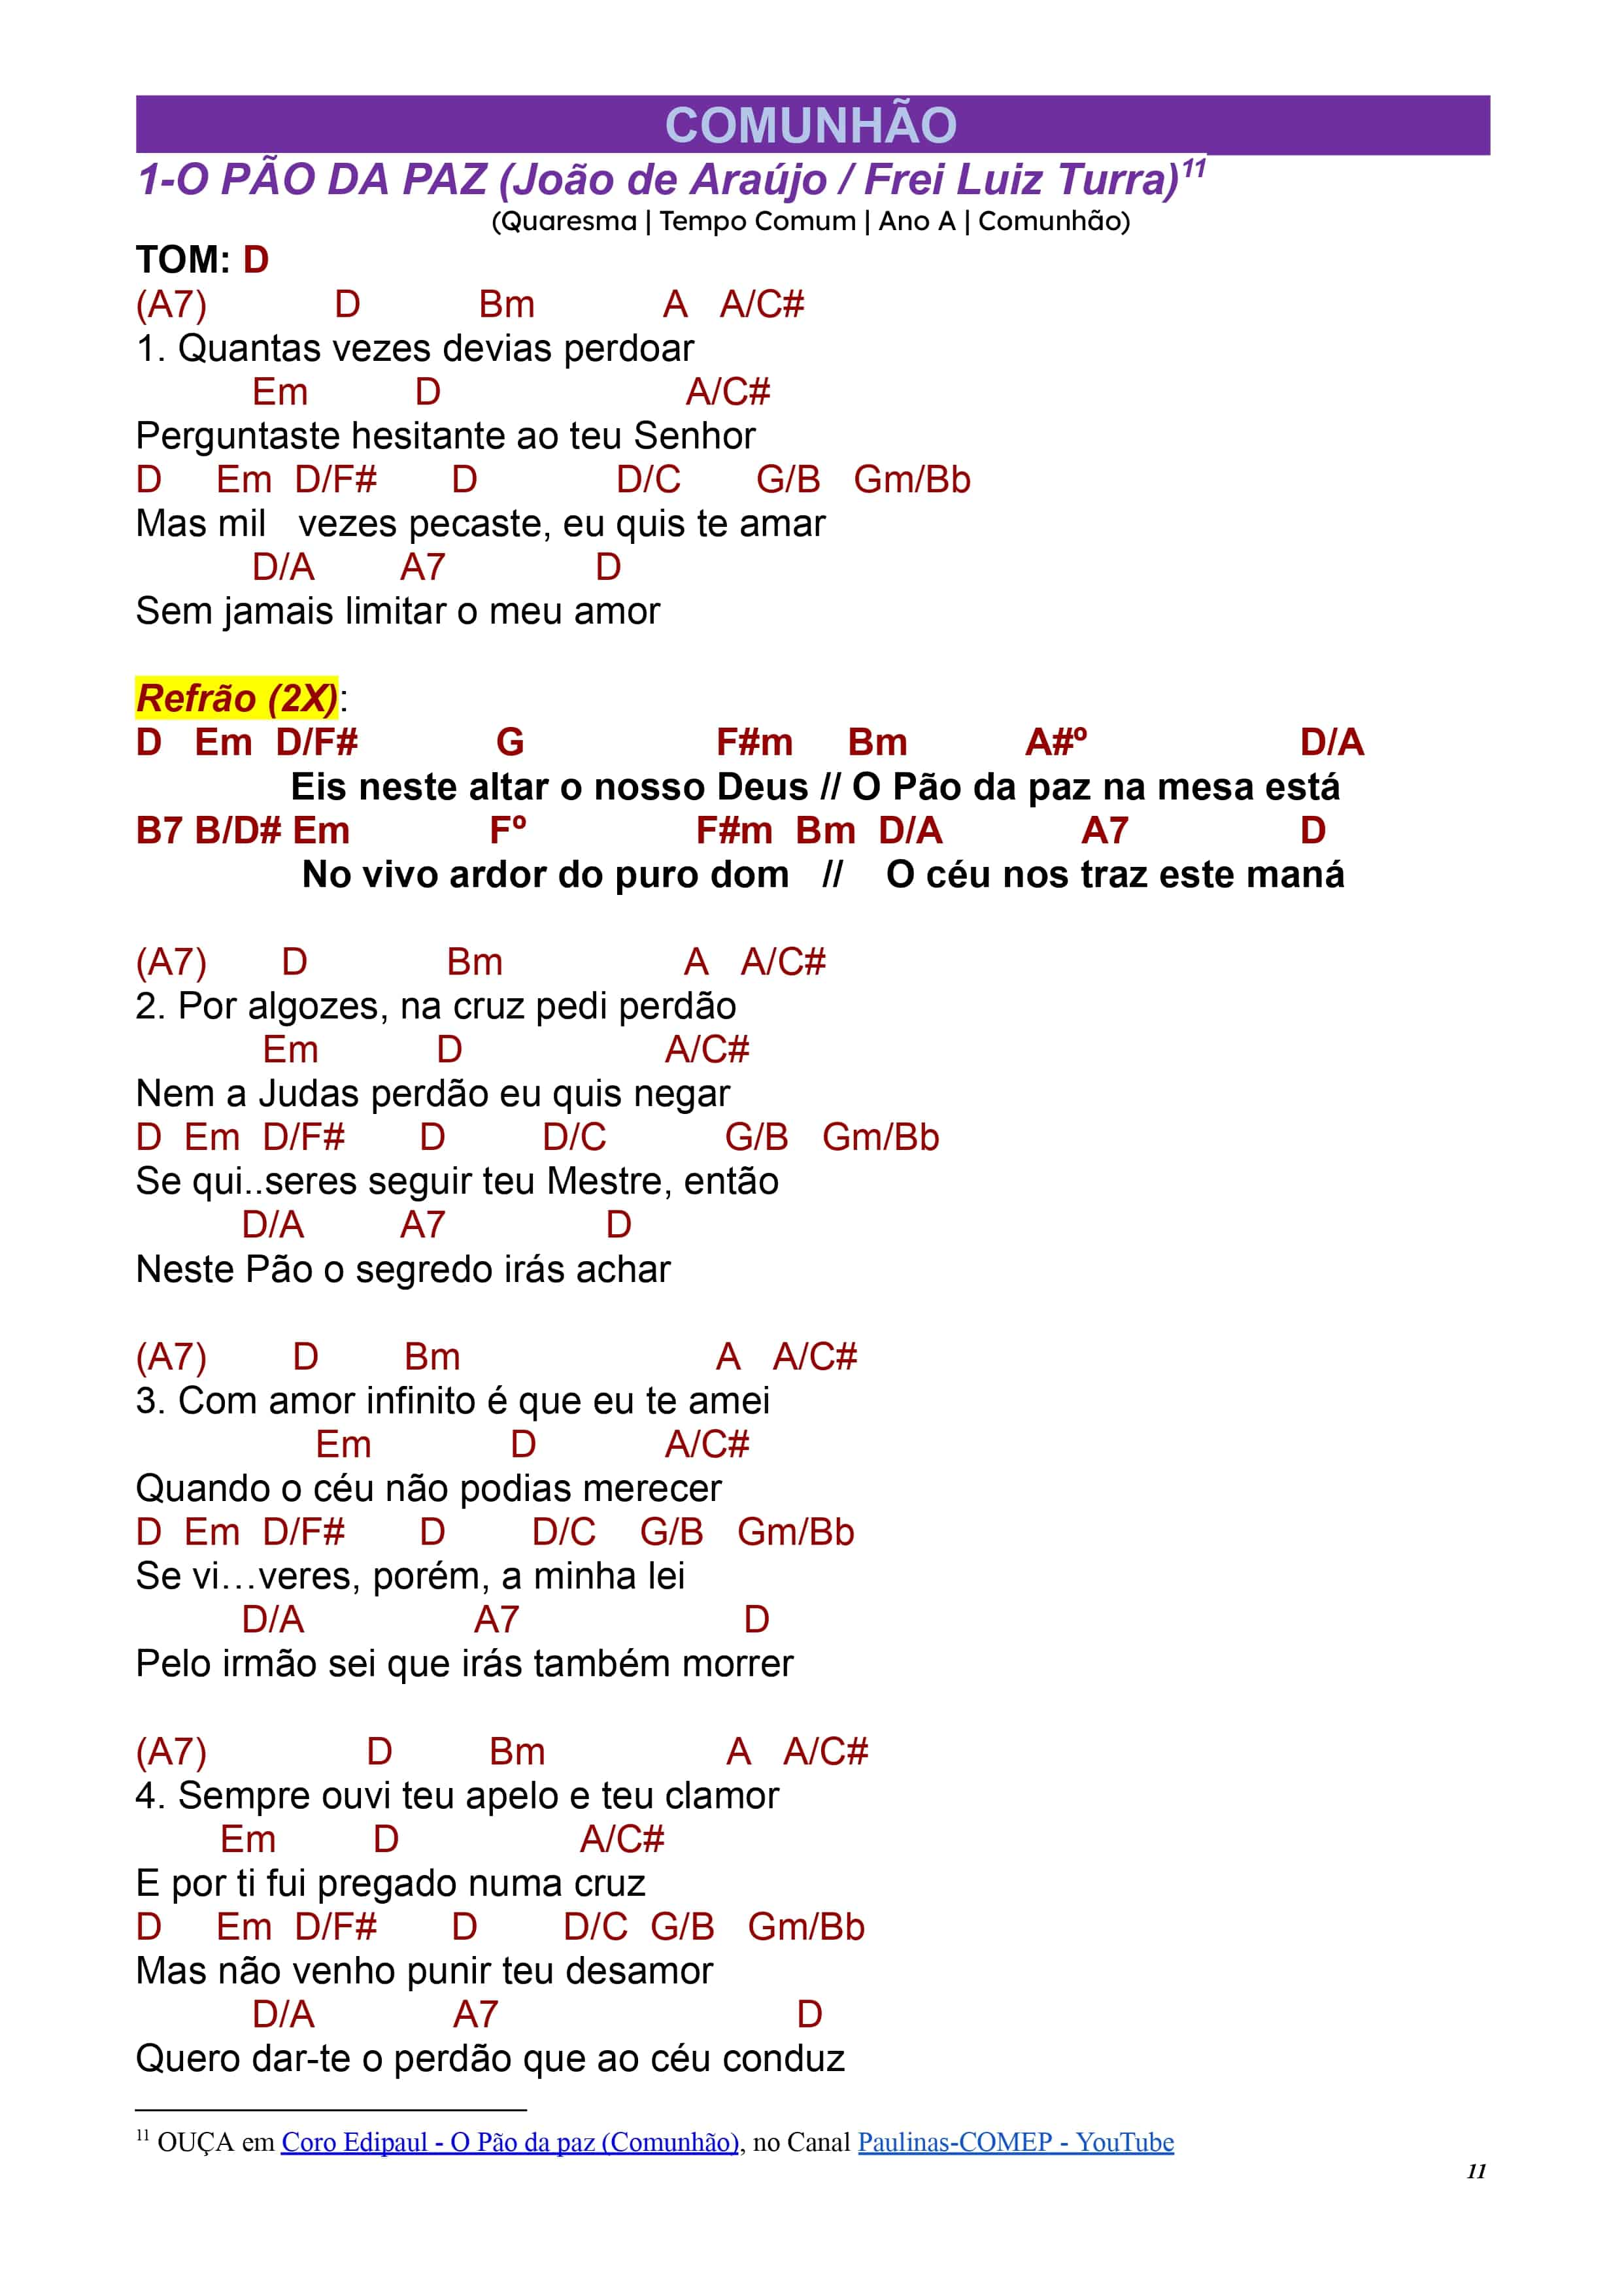 COMUNHÃO
1-O PÃO DA PAZ (João de Araújo / Frei Luiz Turra)11
(Quaresma | Tempo Comum | Ano A | Comunhão)
TOM: D
(A7) D Bm A A/C#
1. Quantas vezes devias perdoar
Em D A/C#
Perguntaste hesitante ao teu Senhor
D Em D/F# D D/C G/B Gm/Bb
Mas mil vezes pecaste, eu quis te amar
D/A A7 D
Sem jamais limitar o meu amor
Refrão (2X):
D Em D/F# G F#m Bm A#º D/A
Eis neste altar o nosso Deus // O Pão da paz na mesa está
B7 B/D# Em Fº F#m Bm D/A A7 D
No vivo ardor do puro dom // O céu nos traz este maná
(A7) D Bm A A/C#
2. Por algozes, na cruz pedi perdão
Em D A/C#
Nem a Judas perdão eu quis negar
D Em D/F# D D/C G/B Gm/Bb
Se qui..seres seguir teu Mestre, então
D/A A7 D
Neste Pão o segredo irás achar
(A7) D Bm A A/C#
3. Com amor infinito é que eu te amei
Em D A/C#
Quando o céu não podias merecer
D Em D/F# D D/C G/B Gm/Bb
Se vi…veres, porém, a minha lei
D/A A7 D
Pelo irmão sei que irás também morrer
(A7) D Bm A A/C#
4. Sempre ouvi teu apelo e teu clamor
Em D A/C#
E por ti fui pregado numa cruz
D Em D/F# D D/C G/B Gm/Bb
Mas não venho punir teu desamor
D/A A7 D
Quero dar-te o perdão que ao céu conduz
11 OUÇA em Coro Edipaul - O Pão da paz (Comunhão), no Canal Paulinas-COMEP - YouTube
11